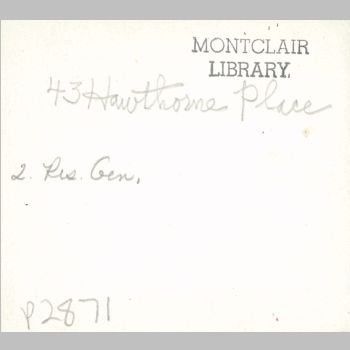 MONTCLAIR
LIBRARY.
43 Hawthorne Place
2. Res. Gen.
p2871